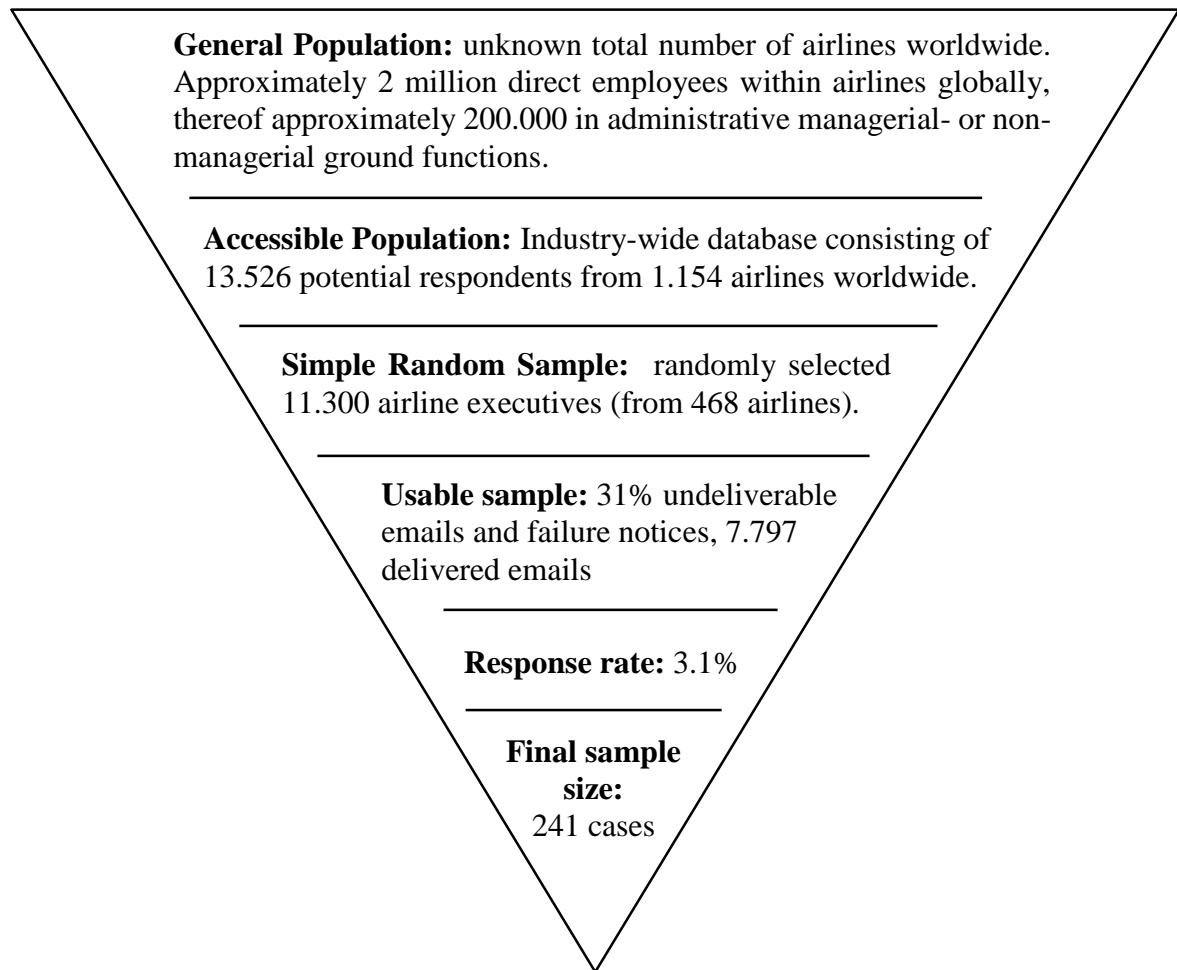 General Population: unknown total number of airlines worldwide.
Approximately 2 million direct employees within airlines globally,
thereof approximately 200.000 in administrative managerial- or non-
managerial ground functions.
Accessible Population: Industry-wide database consisting of
13.526 potential respondents from 1.154 airlines worldwide.
Simple Random Sample: randomly selected
11.300 airline executives (from 468 airlines).
Usable sample: 31% undeliverable
emails and failure notices, 7.797
delivered emails
Response rate: 3.1%
Final sample
size:
241 cases